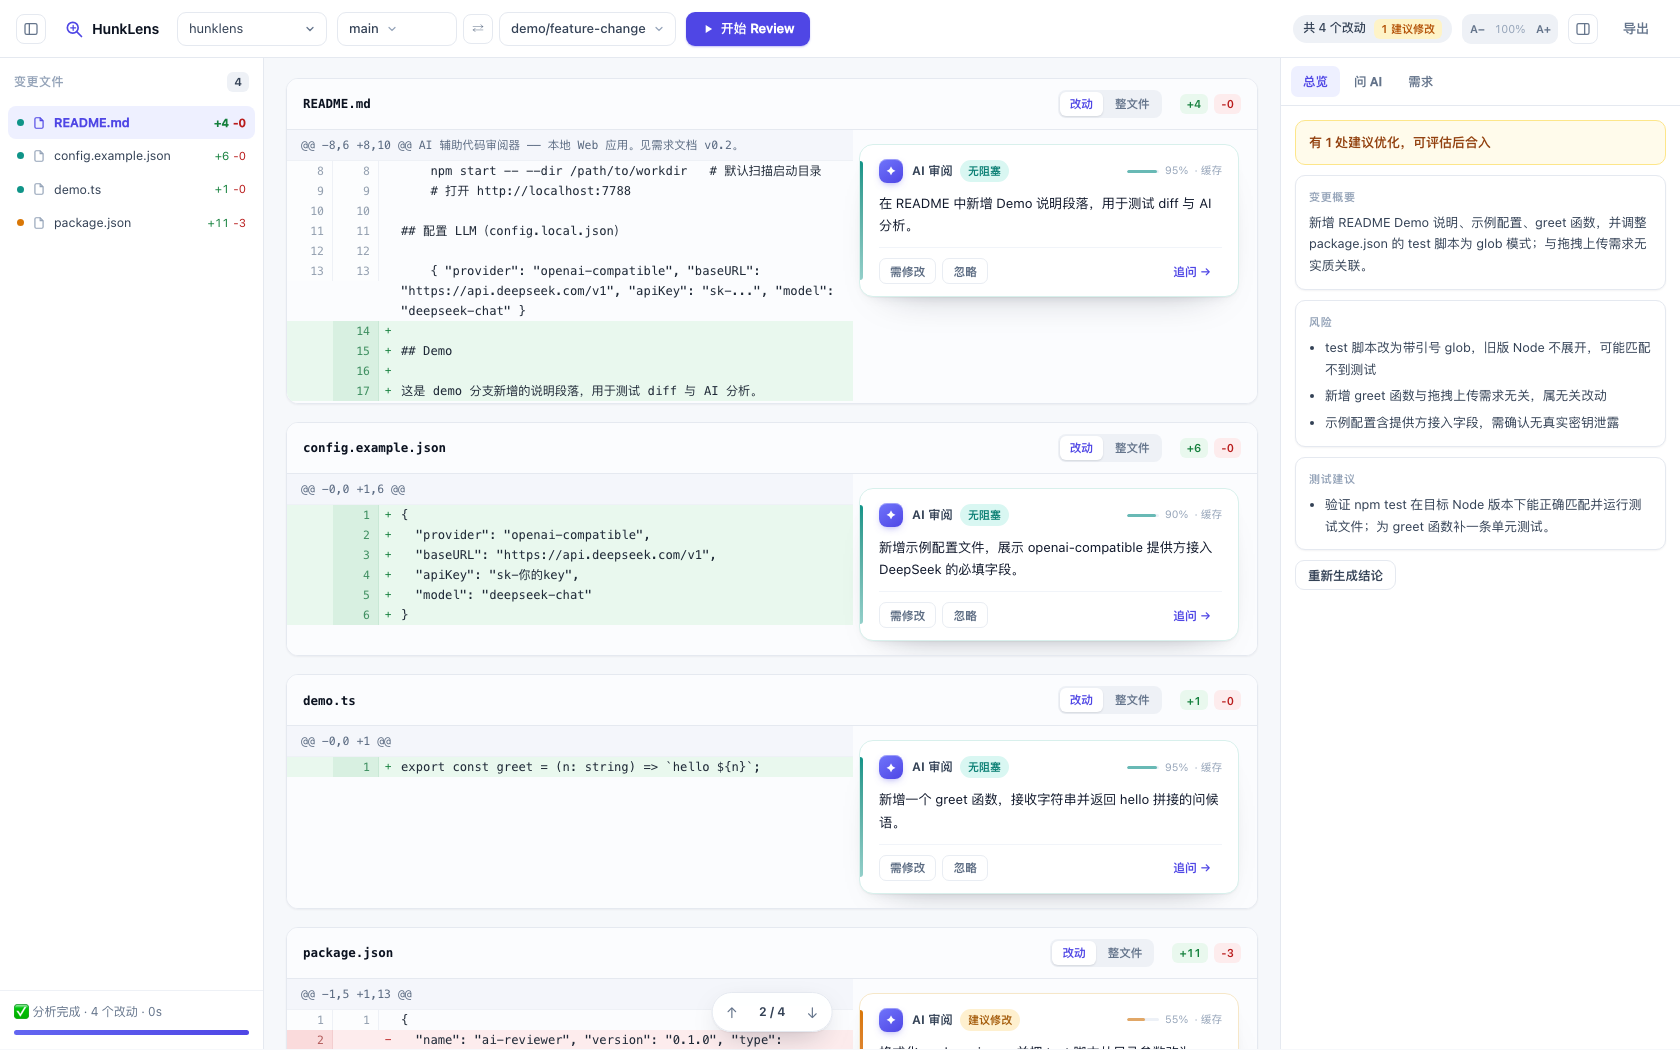 HunkLens
hunklens
main
demo/feature-change
开始 Review
共 4 个改动
1 建议修改
A−
100%
A+
导出
变更文件
4
README.md +4 -0
config.example.json +6 -0
demo.ts +1 -0
package.json +11 -3
✅ 分析完成 · 4 个改动 · 0s
README.md
改动 整文件 +4 -0
@@ −8,6 +8,10 @@ AI 辅助代码审阅器 —— 本地 Web 应用。见需求文档 v0.2。
8 8 npm start -- --dir /path/to/workdir # 默认扫描启动目录
9 9 # 打开 http://localhost:7788
10 10
11 11 ## 配置 LLM（config.local.json）
12 12
13 13 { "provider": "openai-compatible", "baseURL":
"https://api.deepseek.com/v1", "apiKey": "sk-...", "model":
"deepseek-chat" }
14 +
15 + ## Demo
16 +
17 + 这是 demo 分支新增的说明段落，用于测试 diff 与 AI 分析。
AI 审阅 无阻塞 95% · 缓存
在 README 中新增 Demo 说明段落，用于测试 diff 与 AI
分析。
需修改 忽略 追问 →
config.example.json
改动 整文件 +6 -0
@@ −0,0 +1,6 @@
1 + {
2 + "provider": "openai-compatible",
3 + "baseURL": "https://api.deepseek.com/v1",
4 + "apiKey": "sk-你的key",
5 + "model": "deepseek-chat"
6 + }
AI 审阅 无阻塞 90% · 缓存
新增示例配置文件，展示 openai-compatible 提供方接入
DeepSeek 的必填字段。
需修改 忽略 追问 →
demo.ts
改动 整文件 +1 -0
@@ −0,0 +1 @@
1 + export const greet = (n: string) => `hello ${n}`;
AI 审阅 无阻塞 95% · 缓存
新增一个 greet 函数，接收字符串并返回 hello 拼接的问候
语。
需修改 忽略 追问 →
package.json
改动 整文件 +11 -3
@@ −1,5 +1,13 @@
1 1 {
2 − "name": "ai-reviewer", "version": "0.1.0", "type":
↑ 2 / 4 ↓
AI 审阅 建议修改 55% · 缓存
总览 问 AI 需求
有 1 处建议优化，可评估后合入
变更概要
新增 README Demo 说明、示例配置、greet 函数，并调整
package.json 的 test 脚本为 glob 模式；与拖拽上传需求无
实质关联。
风险
• test 脚本改为带引号 glob，旧版 Node 不展开，可能匹配
不到测试
• 新增 greet 函数与拖拽上传需求无关，属无关改动
• 示例配置含提供方接入字段，需确认无真实密钥泄露
测试建议
• 验证 npm test 在目标 Node 版本下能正确匹配并运行测
试文件；为 greet 函数补一条单元测试。
重新生成结论